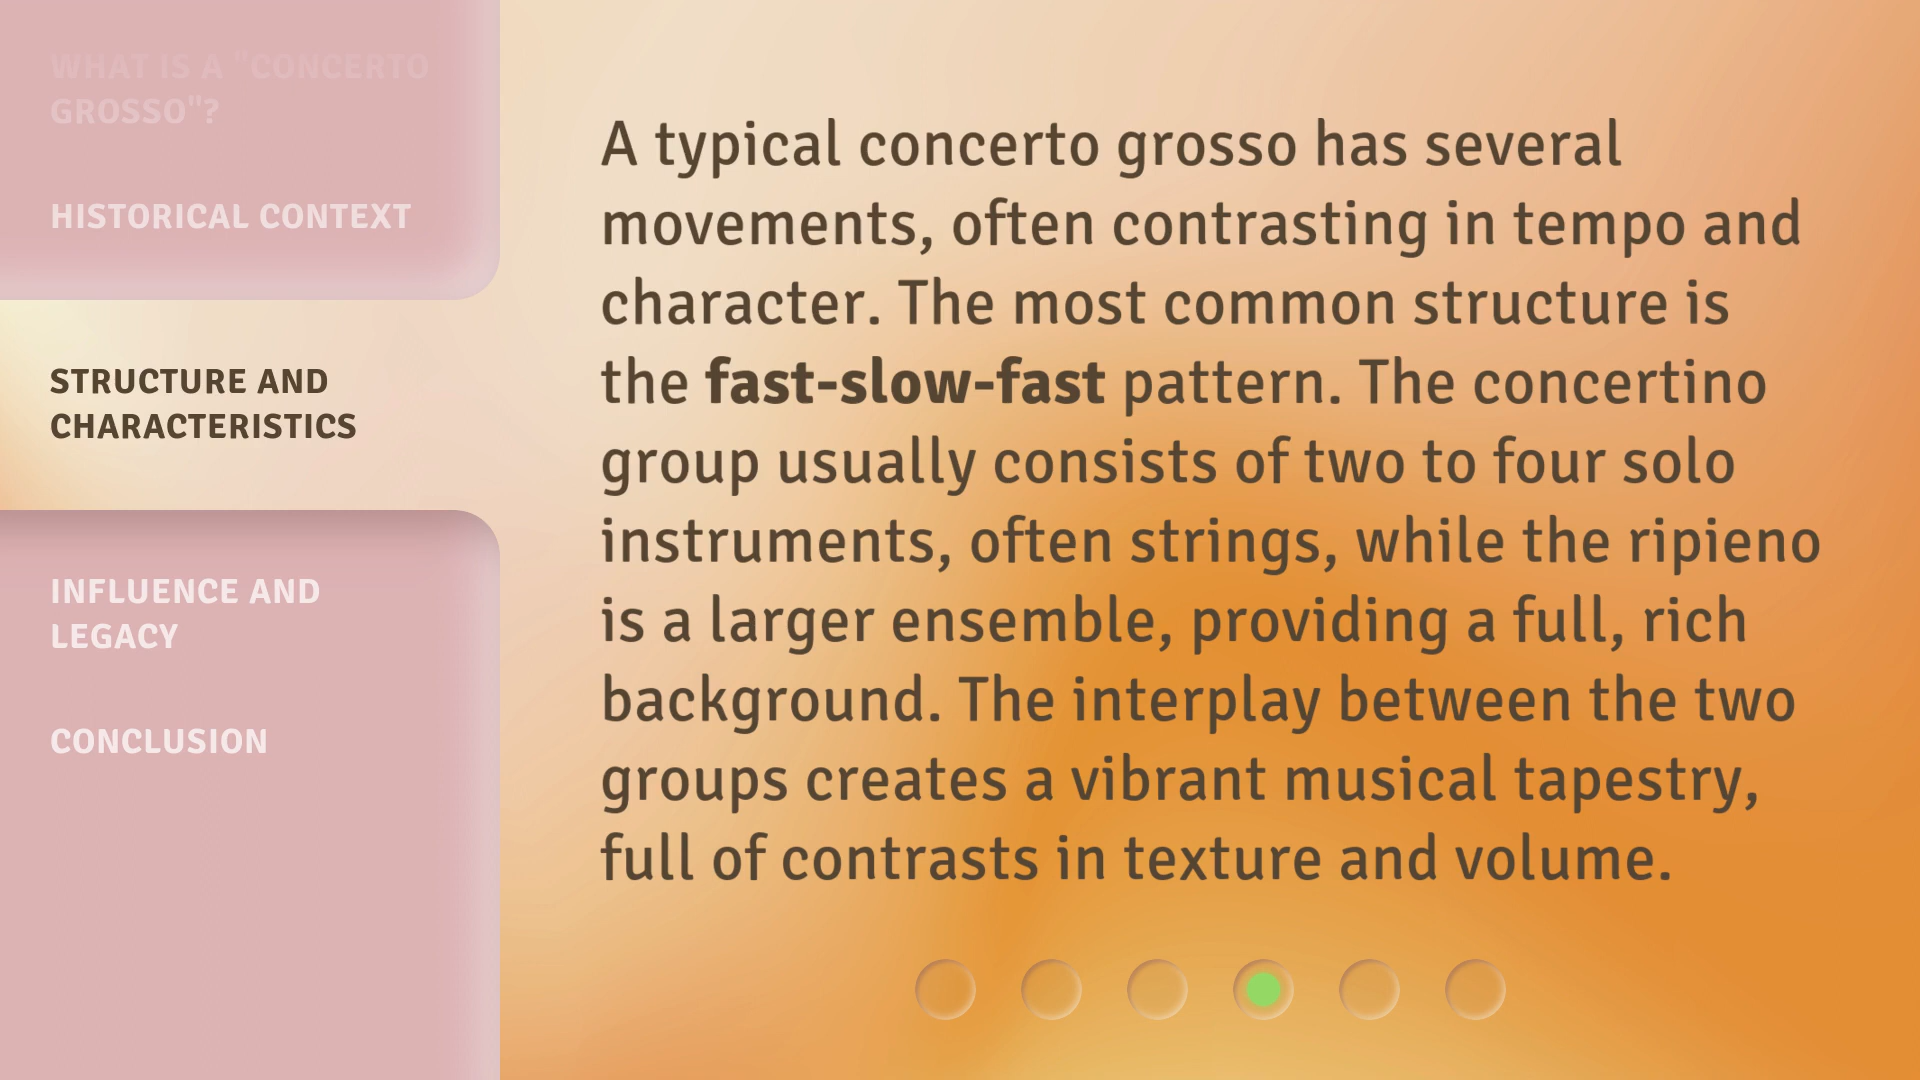 WHAT IS A "CONCERTO
GROSSO"?
HISTORICAL CONTEXT
STRUCTURE AND
CHARACTERISTICS
INFLUENCE AND
LEGACY
CONCLUSION
A typical concerto grosso has several
movements, often contrasting in tempo and
character. The most common structure is
the fast-slow-fast pattern. The concertino
group usually consists of two to four solo
instruments, often strings, while the ripieno
is a larger ensemble, providing a full, rich
background. The interplay between the two
groups creates a vibrant musical tapestry,
full of contrasts in texture and volume.